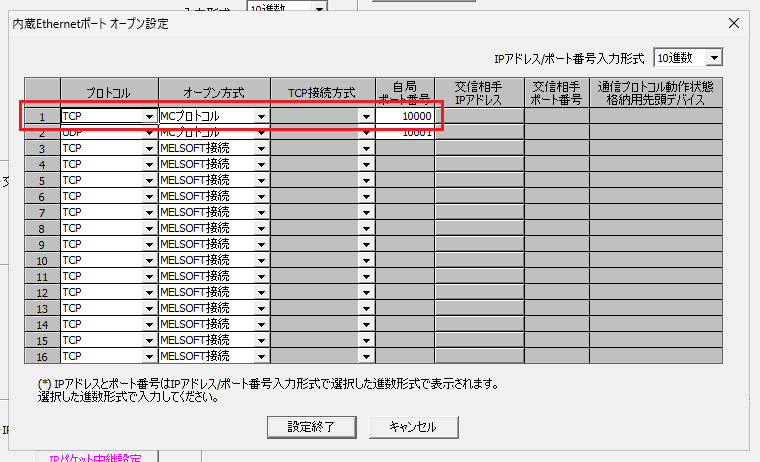 入力形式 10進数
内蔵Ethernetポート オープン設定
IPアドレス/ポート番号入力形式 10進数
プロトコル オープン方式 TCP接続方式 自局ポート番号 交信相手IPアドレス 交信相手ポート番号 通信プロトコル動作状態格納用先頭デバイス
1 TCP MCプロトコル 10000
2 UDP MCプロトコル 10001
3 TCP MELSOFT接続
4 TCP MELSOFT接続
5 TCP MELSOFT接続
6 TCP MELSOFT接続
7 TCP MELSOFT接続
8 TCP MELSOFT接続
9 TCP MELSOFT接続
10 TCP MELSOFT接続
11 TCP MELSOFT接続
12 TCP MELSOFT接続
13 TCP MELSOFT接続
14 TCP MELSOFT接続
15 TCP MELSOFT接続
16 TCP MELSOFT接続
(*) IPアドレスとポート番号はIPアドレス/ポート番号入力形式で選択した進数形式で表示されます。
選択した進数形式で入力してください。
設定終了 キャンセル
IPパケット中継設定